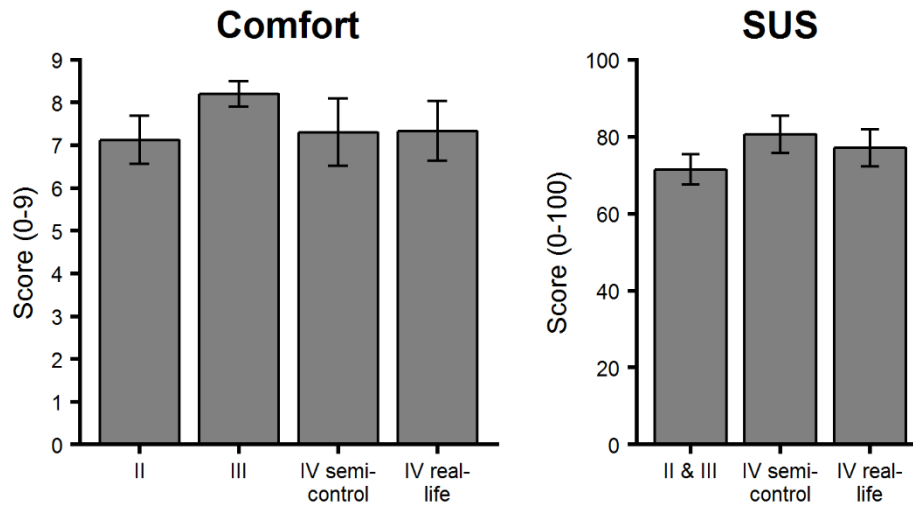 Comfort
Score (0-9)
9
8
7
6
5
4
3
2
1
0
II
III
IV semi-
control
IV real-
life
SUS
Score (0-100)
100
80
60
40
20
0
II & III
IV semi-
control
IV real-
life